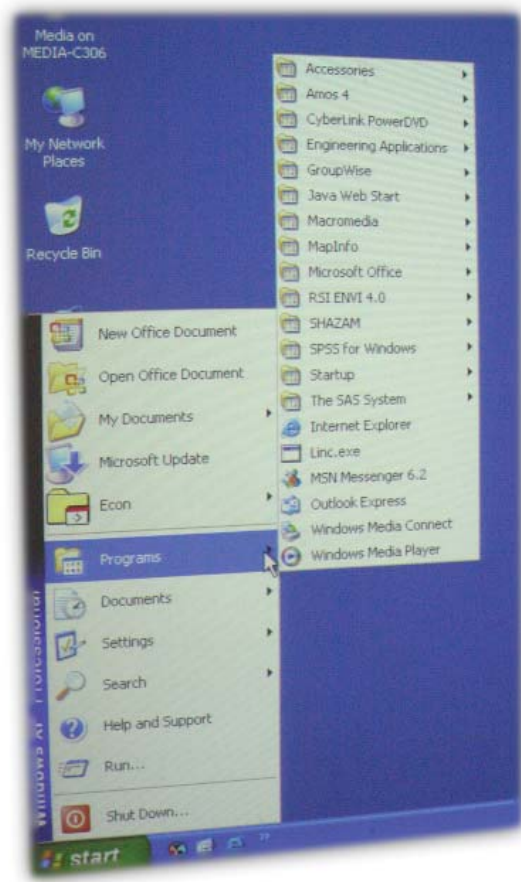 Media on
MEDIA-C306
My Network
Places
Recycle Bin
New Office Document
Open Office Document
My Documents
Microsoft Update
Econ
Programs
Documents
Settings
Search
Help and Support
Run...
Shut Down...
Windows XP Professional
start
Accessories
Amos 4
CyberLink PowerDVD
Engineering Applications
GroupWise
Java Web Start
Macromedia
MapInfo
Microsoft Office
RSI ENVI 4.0
SHAZAM
SPSS for Windows
Startup
The SAS System
Internet Explorer
Linc.exe
MSN Messenger 6.2
Outlook Express
Windows Media Connect
Windows Media Player